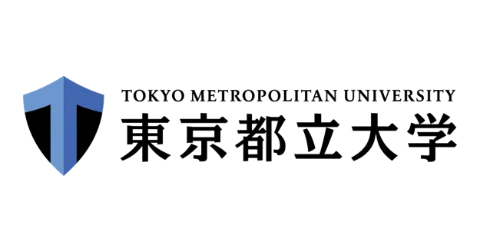 TOKYO METROPOLITAN UNIVERSITY
東京都立大学